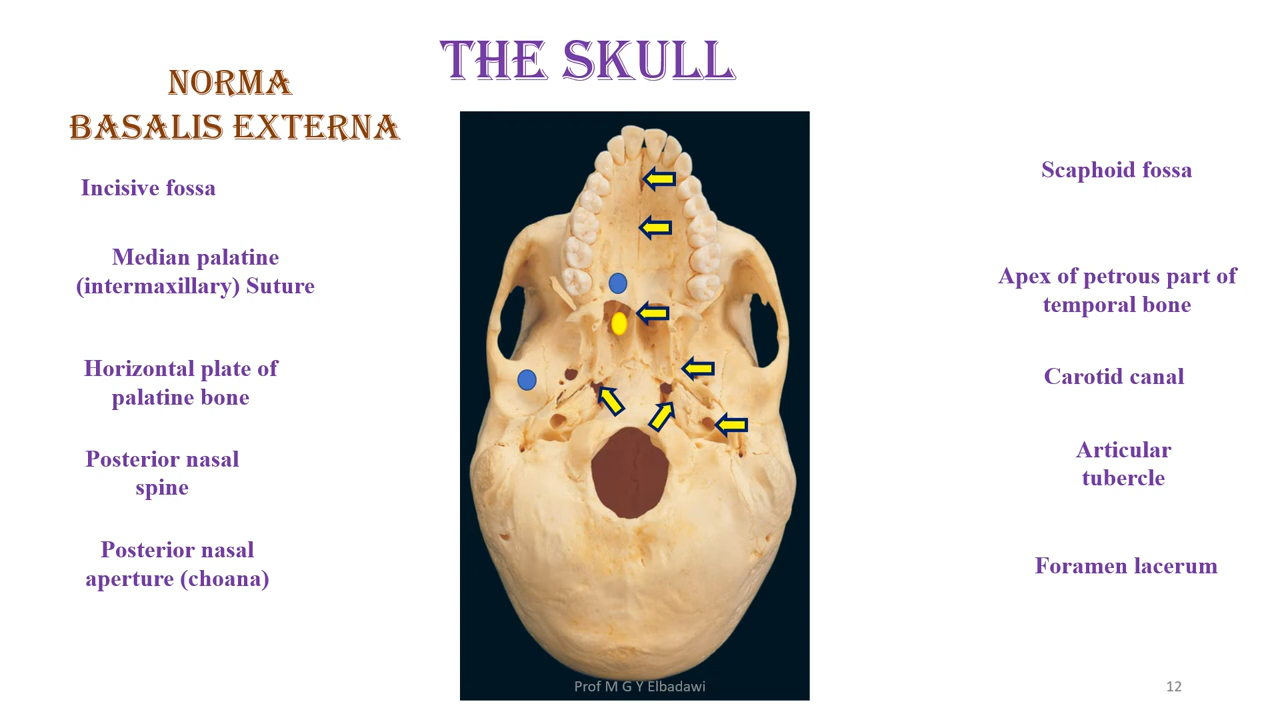 THE SKULL
NORMA
BASALIS EXTERNA
Incisive fossa
Median palatine
(intermaxillary) Suture
Horizontal plate of
palatine bone
Posterior nasal
spine
Posterior nasal
aperture (choana)
Scaphoid fossa
Apex of petrous part of
temporal bone
Carotid canal
Articular
tubercle
Foramen lacerum
Prof M G Y Elbadawi
12